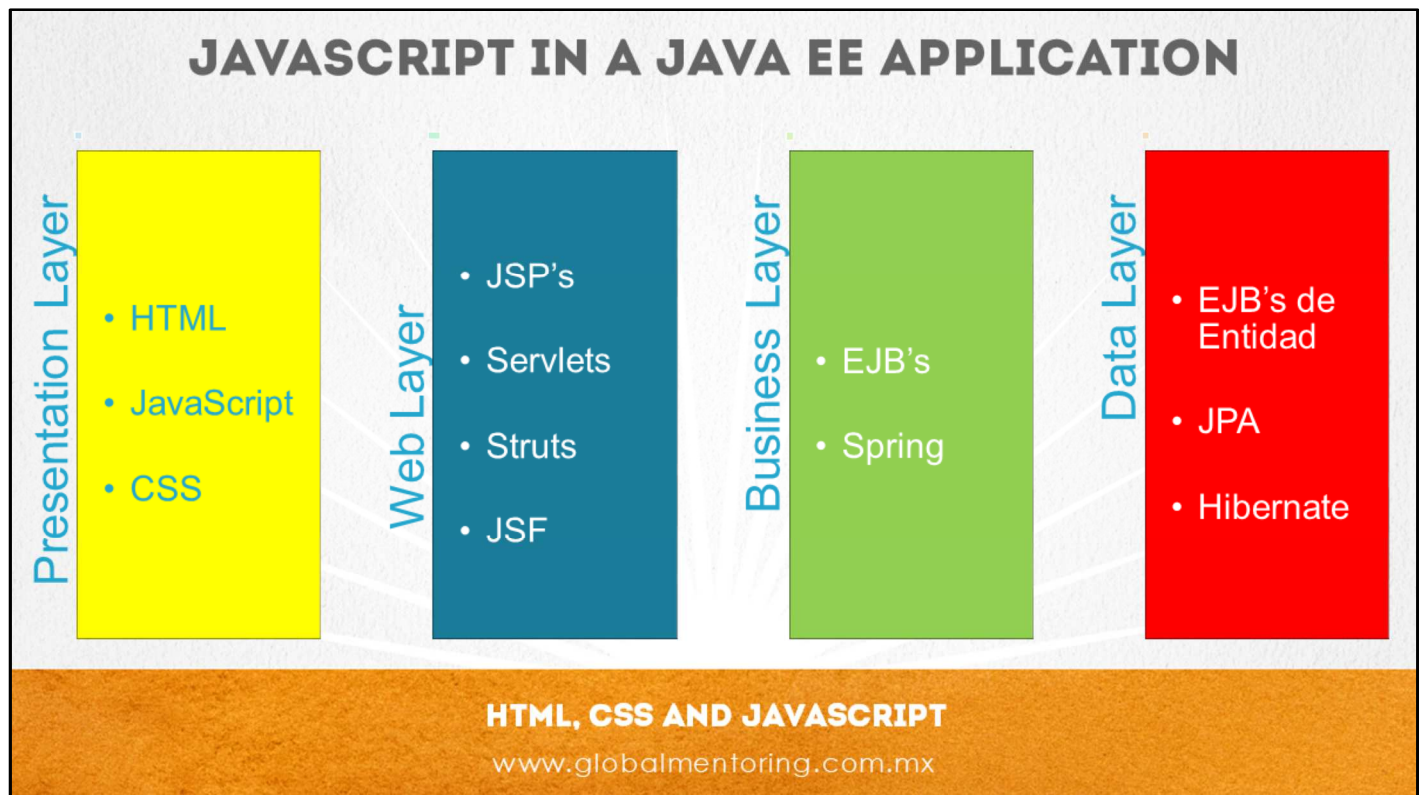 JAVASCRIPT IN A JAVA EE APPLICATION
Presentation Layer
• HTML
• JavaScript
• CSS
Web Layer
• JSP’s
• Servlets
• Struts
• JSF
Business Layer
• EJB’s
• Spring
Data Layer
• EJB’s de
Entidad
• JPA
• Hibernate
HTML, CSS AND JAVASCRIPT
www.globalmentoring.com.mx